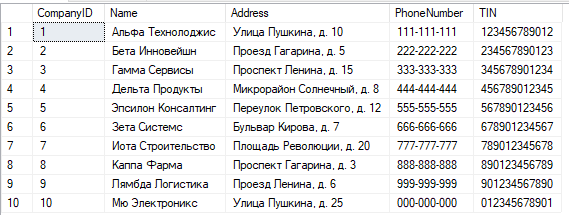 CompanyID Name Address PhoneNumber TIN
1 1 Альфа Технолоджис Улица Пушкина, д. 10 111-111-111 123456789012
2 2 Бета Инновейшн Проезд Гагарина, д. 5 222-222-222 234567890123
3 3 Гамма Сервисы Проспект Ленина, д. 15 333-333-333 345678901234
4 4 Дельта Продукты Микрорайон Солнечный, д. 8 444-444-444 456789012345
5 5 Эпсилон Консалтинг Переулок Петровского, д. 12 555-555-555 567890123456
6 6 Зета Системс Бульвар Кирова, д. 7 666-666-666 678901234567
7 7 Иота Строительство Площадь Революции, д. 20 777-777-777 789012345678
8 8 Каппа Фарма Проспект Гагарина, д. 3 888-888-888 890123456789
9 9 Лямбда Логистика Проезд Ленина, д. 6 999-999-999 901234567890
10 10 Мю Электроникс Улица Пушкина, д. 25 000-000-000 012345678901